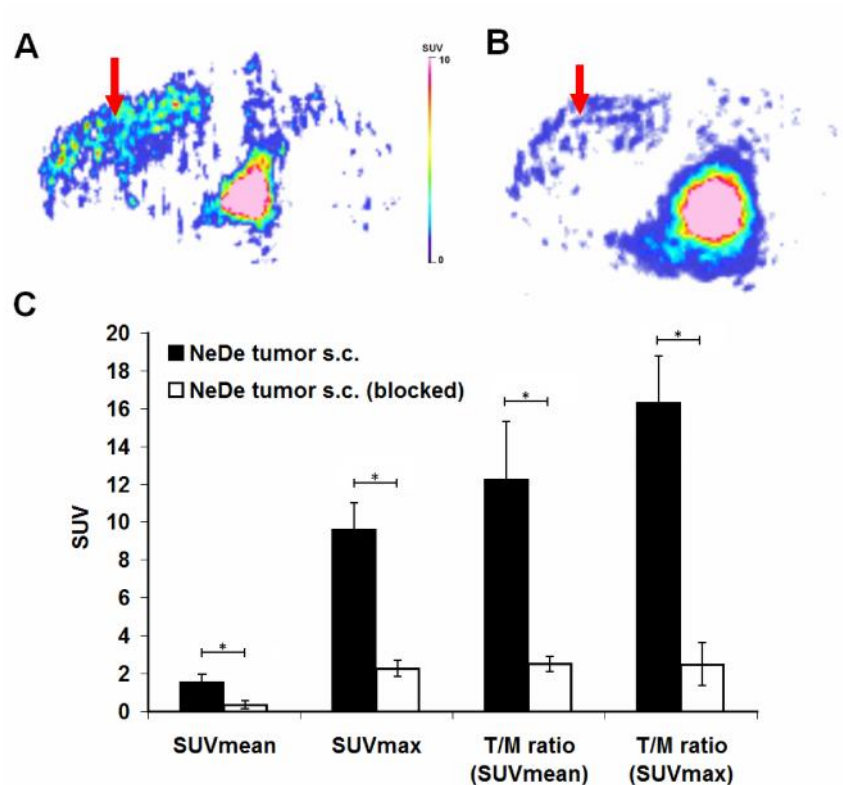 A
SUV
10
0
B
C
20
18
16
14
12
10
8
6
4
2
0
SUV
NeDe tumor s.c.
NeDe tumor s.c. (blocked)
*
*
*
*
SUVmean
SUVmax
T/M ratio
(SUVmean)
T/M ratio
(SUVmax)